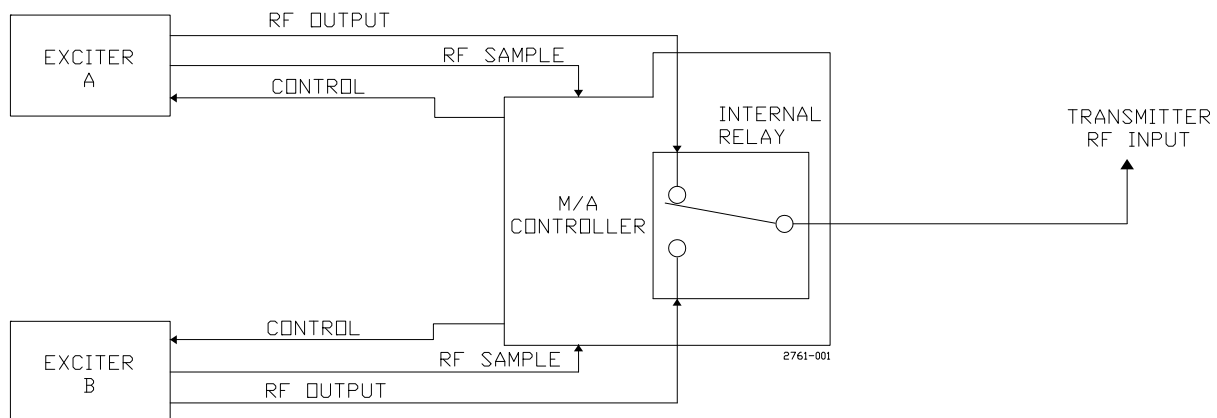 RF OUTPUT
EXCITER
A
RF SAMPLE
CONTROL
INTERNAL
RELAY
TRANSMITTER
RF INPUT
M/A
CONTROLLER
CONTROL
2761-001
EXCITER
B
RF SAMPLE
RF OUTPUT